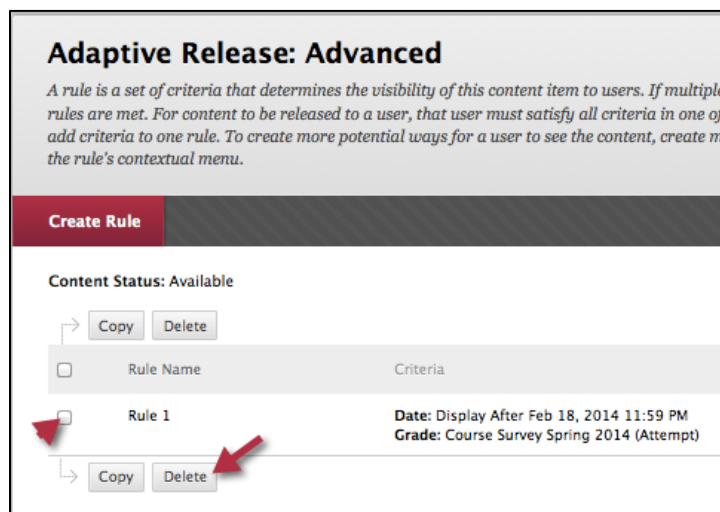 Adaptive Release: Advanced
A rule is a set of criteria that determines the visibility of this content item to users. If multiple
rules are met. For content to be released to a user, that user must satisfy all criteria in one of
add criteria to one rule. To create more potential ways for a user to see the content, create m
the rule's contextual menu.
Create Rule
Content Status: Available
Copy Delete
Rule Name Criteria
Rule 1 Date: Display After Feb 18, 2014 11:59 PM
Grade: Course Survey Spring 2014 (Attempt)
Copy Delete